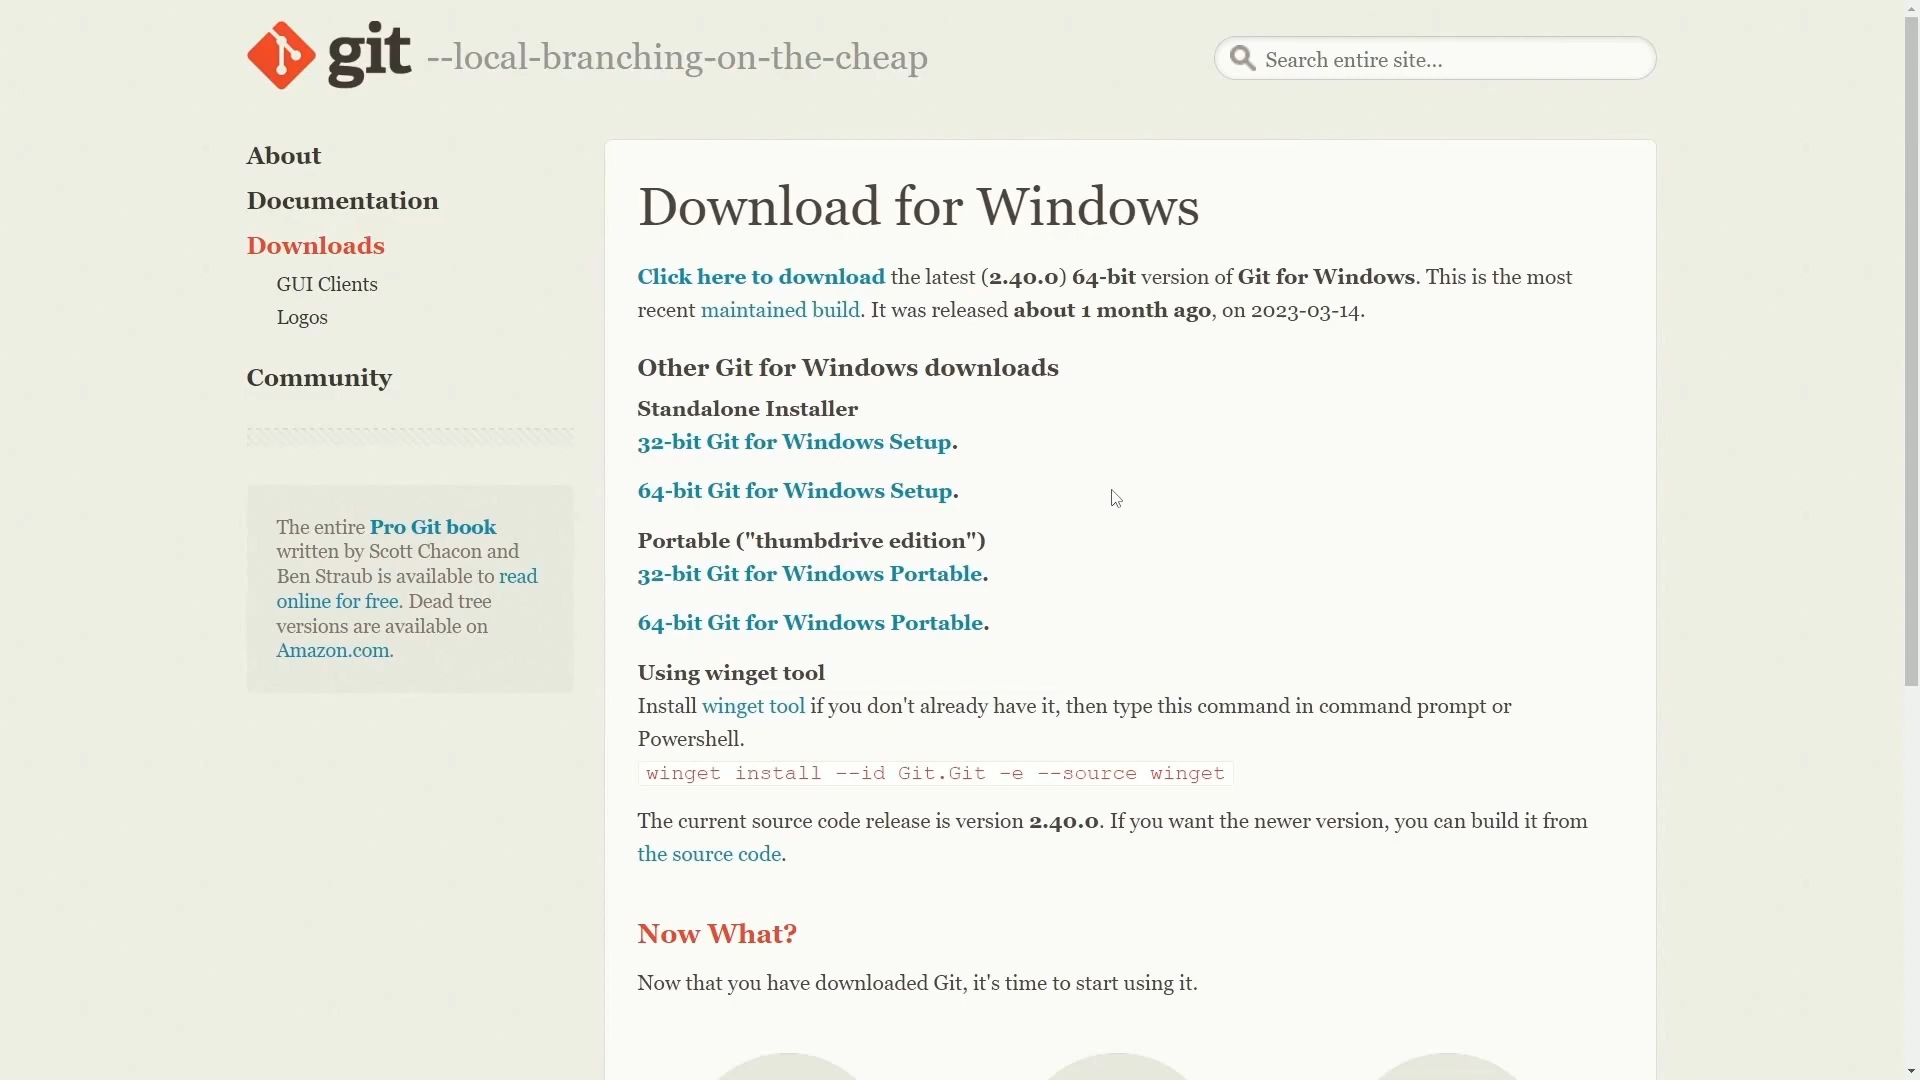 git --local-branching-on-the-cheap
Search entire site...
About
Documentation
Downloads
GUI Clients
Logos
Community
The entire Pro Git book
written by Scott Chacon and
Ben Straub is available to read
online for free. Dead tree
versions are available on
Amazon.com.
Download for Windows
Click here to download the latest (2.40.0) 64-bit version of Git for Windows. This is the most
recent maintained build. It was released about 1 month ago, on 2023-03-14.
Other Git for Windows downloads
Standalone Installer
32-bit Git for Windows Setup.
64-bit Git for Windows Setup.
Portable ("thumbdrive edition")
32-bit Git for Windows Portable.
64-bit Git for Windows Portable.
Using winget tool
Install winget tool if you don't already have it, then type this command in command prompt or
Powershell.
winget install --id Git.Git -e --source winget
The current source code release is version 2.40.0. If you want the newer version, you can build it from
the source code.
Now What?
Now that you have downloaded Git, it's time to start using it.